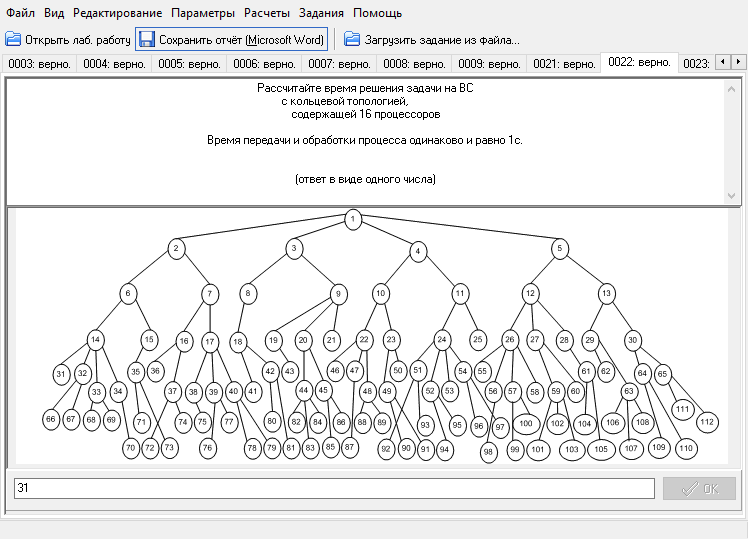 Файл Вид Редактирование Параметры Расчеты Задания Помощь
Открыть лаб. работу Сохранить отчёт (Microsoft Word) Загрузить задание из файла...
0003: верно. 0004: верно. 0005: верно. 0006: верно. 0007: верно. 0008: верно. 0009: верно. 0021: верно. 0022: верно. 0023:
Рассчитайте время решения задачи на ВС
с кольцевой топологией,
содержащей 16 процессоров
Время передачи и обработки процесса одинаково и равно 1с.
(ответ в виде одного числа)
1
2 3 4 5
6 7 8 9 10 11 12 13
14 15 16 17 18 19 20 21 22 23 24 25 26 27 28 29 30
31 32 35 36 42 43 46 47 50 51 54 55 61 62 64 65
33 34 37 38 39 40 41 44 45 48 49 52 53 56 57 58 59 60 63
66 67 68 69 71 74 75 77 80 82 84 86 88 89 93 95 96 97 100 102 104 106 108 111 112
70 72 73 76 78 79 81 83 85 87 92 90 91 94 98 99 101 103 105 107 109 110
31 OK